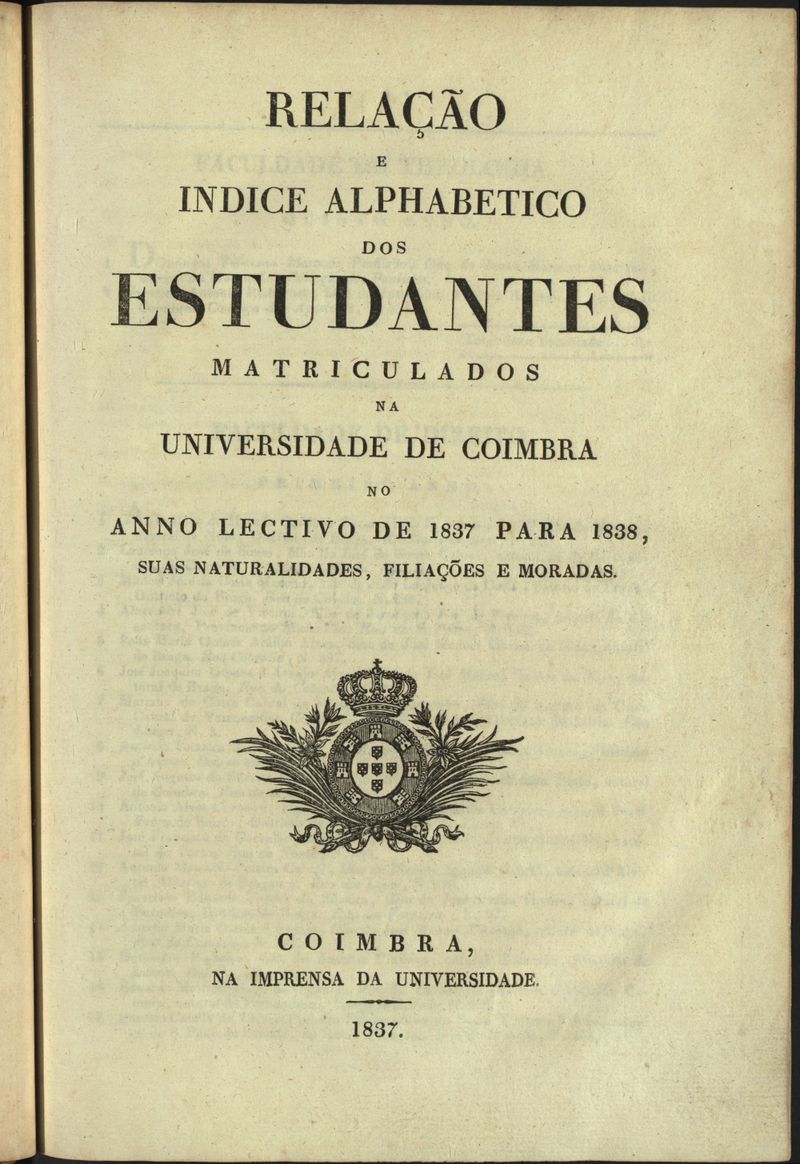 RELAÇÃO
E
INDICE ALPHABETICO
DOS
ESTUDANTES
MATRICULADOS
NA
UNIVERSIDADE DE COIMBRA
NO
ANNO LECTIVO DE 1837 PARA 1838,
SUAS NATURALIDADES, FILIAÇÕES E MORADAS.
COIMBRA,
NA IMPRENSA DA UNIVERSIDADE.
1837.